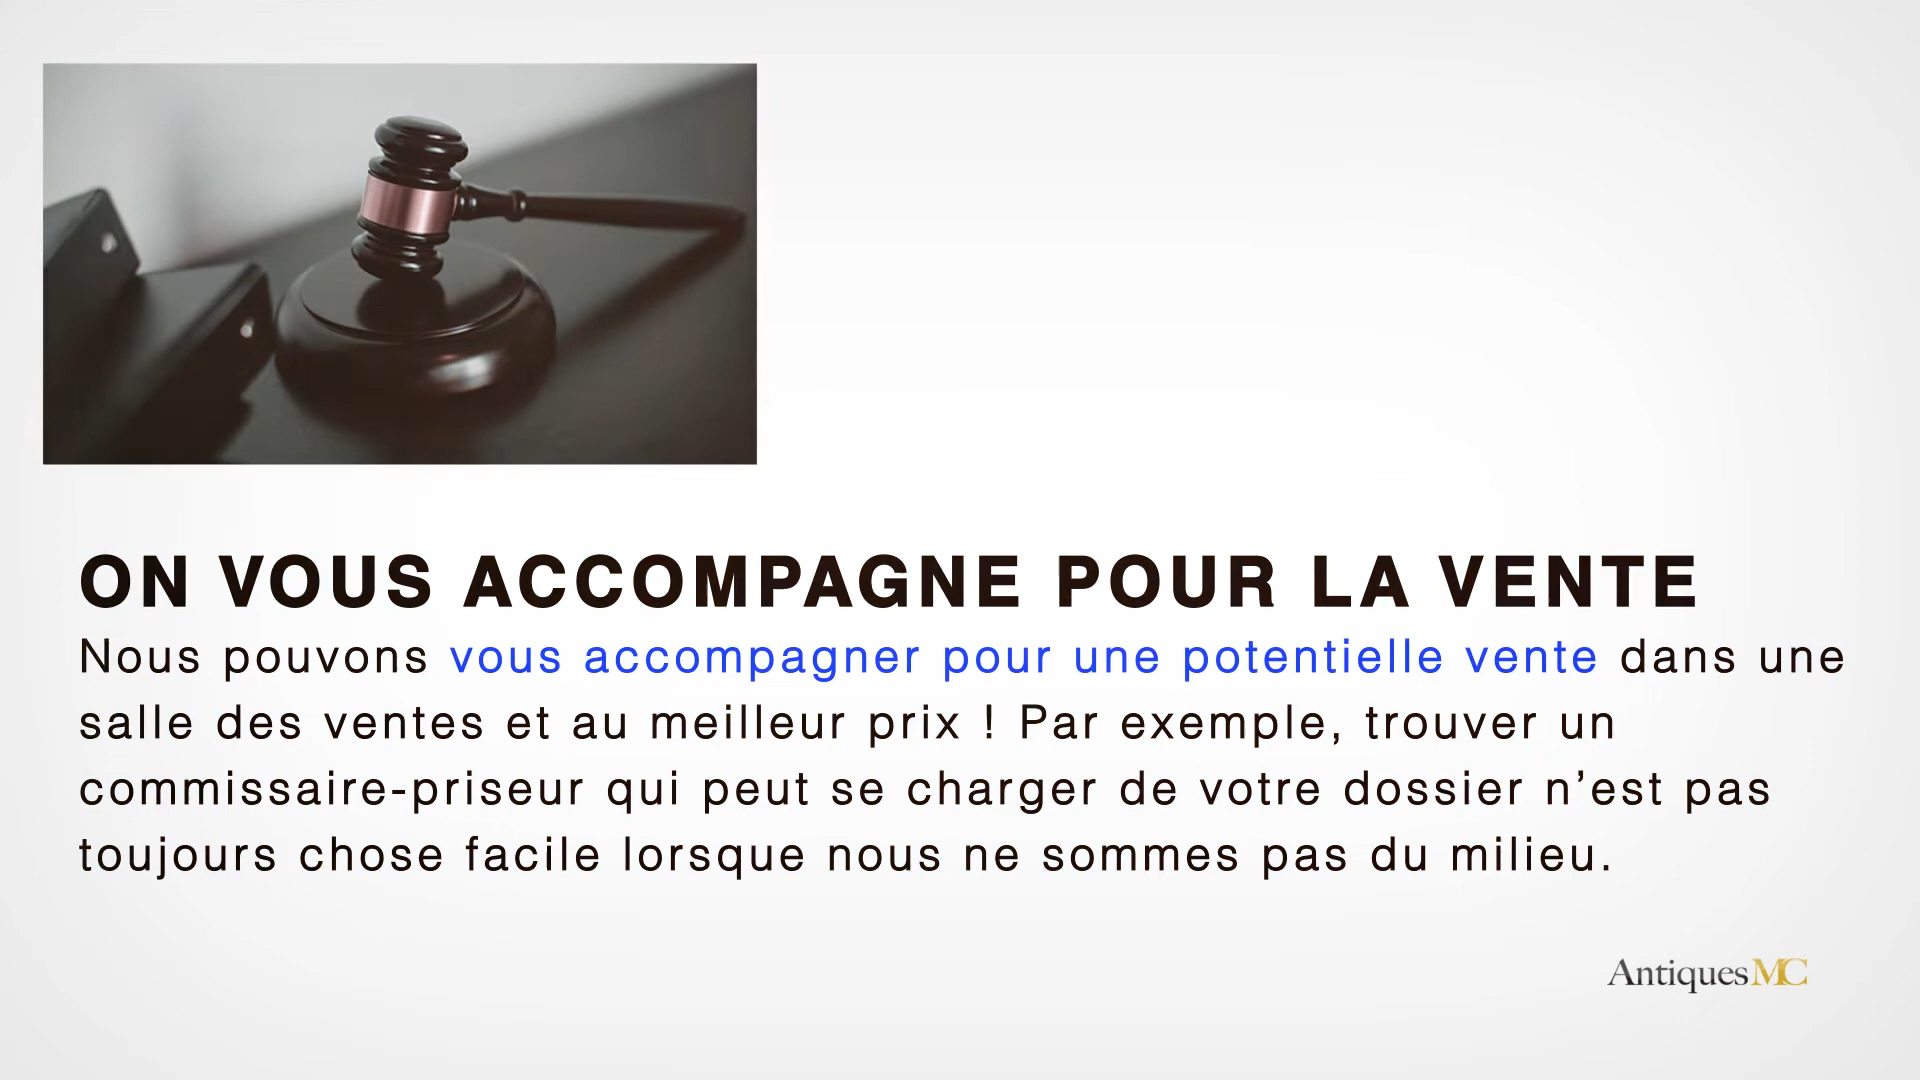 ON VOUS ACCOMPAGNE POUR LA VENTE
Nous pouvons vous accompagner pour une potentielle vente dans une
salle des ventes et au meilleur prix ! Par exemple, trouver un
commissaire-priseur qui peut se charger de votre dossier n’est pas
toujours chose facile lorsque nous ne sommes pas du milieu.
AntiquesMC